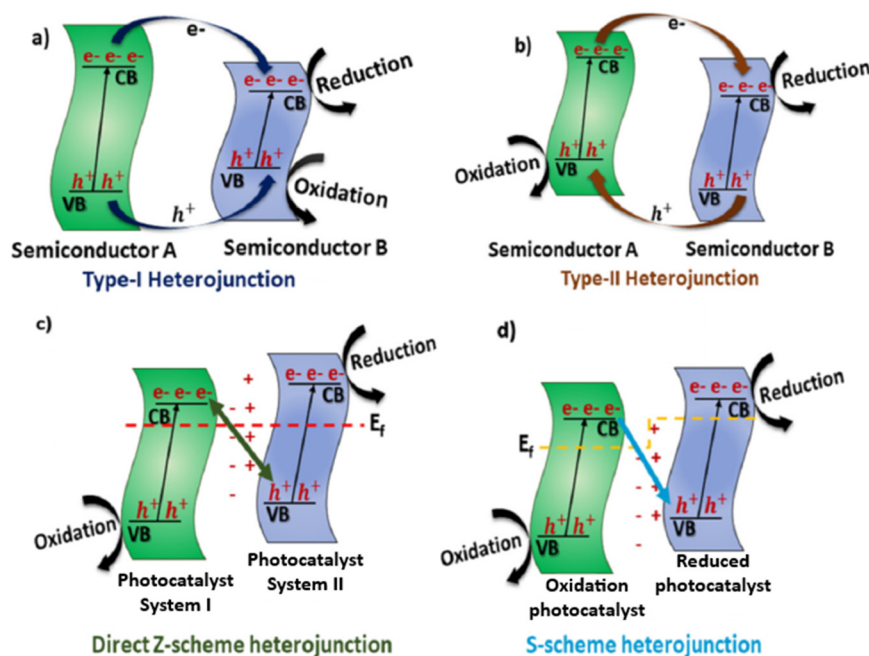 a)
e-
e- e- e-
CB
e- e- e-
CB
Reduction
h+ h+
VB
h+ h+
VB
Oxidation
h+
Semiconductor A
Semiconductor B
Type-I Heterojunction
b)
e-
e- e- e-
CB
e- e- e-
CB
Reduction
h+ h+
VB
Oxidation
h+ h+
VB
h+
Semiconductor A
Semiconductor B
Type-II Heterojunction
c)
Reduction
e- e- e-
CB
e- e- e-
CB
+
- +
- +
- +
-
Ef
h+ h+
VB
h+ h+
VB
Oxidation
Photocatalyst
System I
Photocatalyst
System II
Direct Z-scheme heterojunction
d)
Reduction
e- e- e-
CB
e- e- e-
CB
Ef
+
- +
- +
- +
-
h+ h+
VB
h+ h+
VB
Oxidation
Oxidation
photocatalyst
Reduced
photocatalyst
S-scheme heterojunction